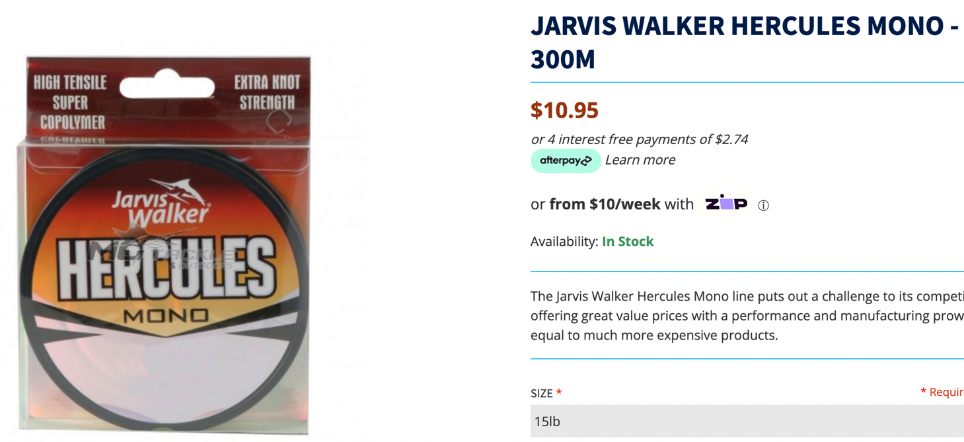 HIGH TENSILE
SUPER
COPOLYMER
EXTRA KNOT
STRENGTH
Jarvis
Walker
HERCULES
MONO
JARVIS WALKER HERCULES MONO -
300M
$10.95
or 4 interest free payments of $2.74
afterpay Learn more
or from $10/week with ZIP
Availability: In Stock
The Jarvis Walker Hercules Mono line puts out a challenge to its competi
offering great value prices with a performance and manufacturing prow
equal to much more expensive products.
SIZE * * Requir
15lb